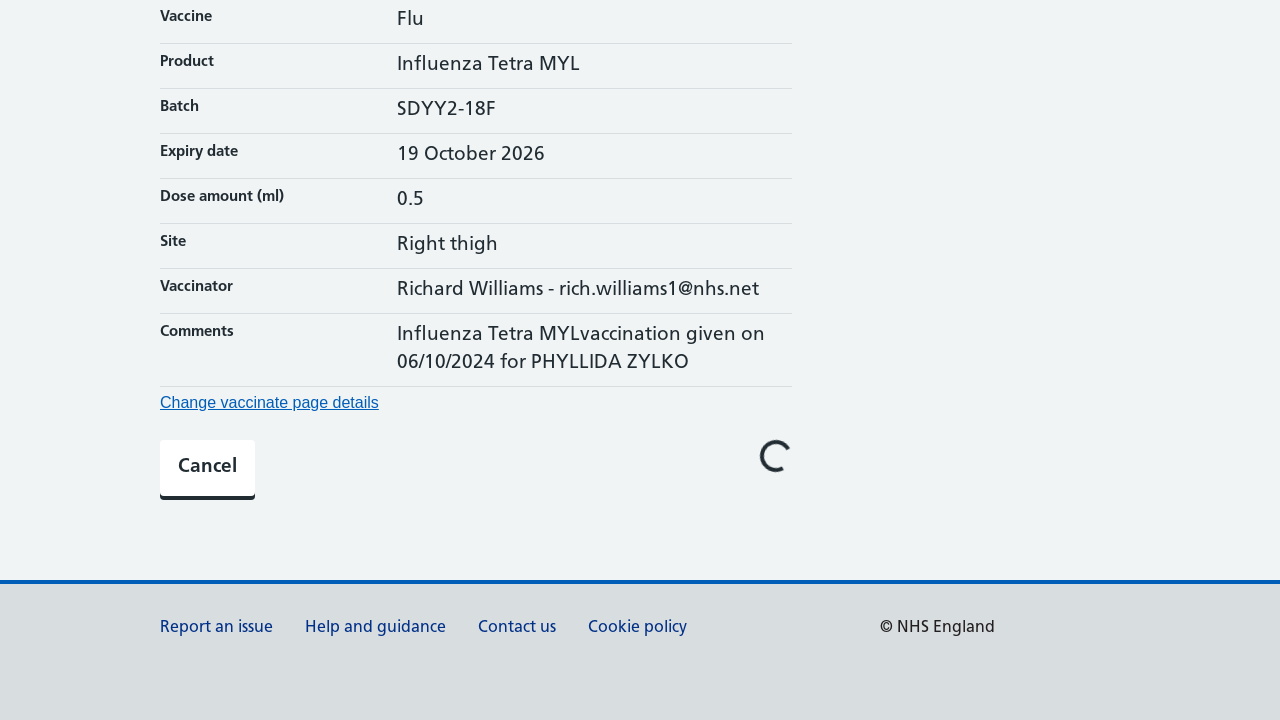 Vaccine Flu
Product Influenza Tetra MYL
Batch SDYY2-18F
Expiry date 19 October 2026
Dose amount (ml) 0.5
Site Right thigh
Vaccinator Richard Williams - rich.williams1@nhs.net
Comments Influenza Tetra MYLvaccination given on
06/10/2024 for PHYLLIDA ZYLKO
Change vaccinate page details
Cancel
Report an issue Help and guidance Contact us Cookie policy © NHS England